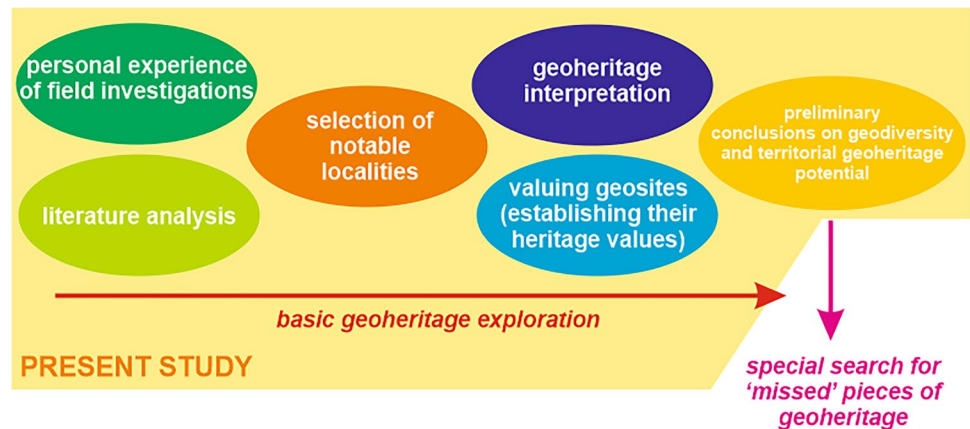 personal experience
of field investigations
literature analysis
selection of
notable
localities
geoheritage
interpretation
valuing geosites
(establishing their
heritage values)
preliminary
conclusions on geodiversity
and territorial geoheritage
potential
basic geoheritage exploration
PRESENT STUDY
special search for
‘missed’ pieces of
geoheritage